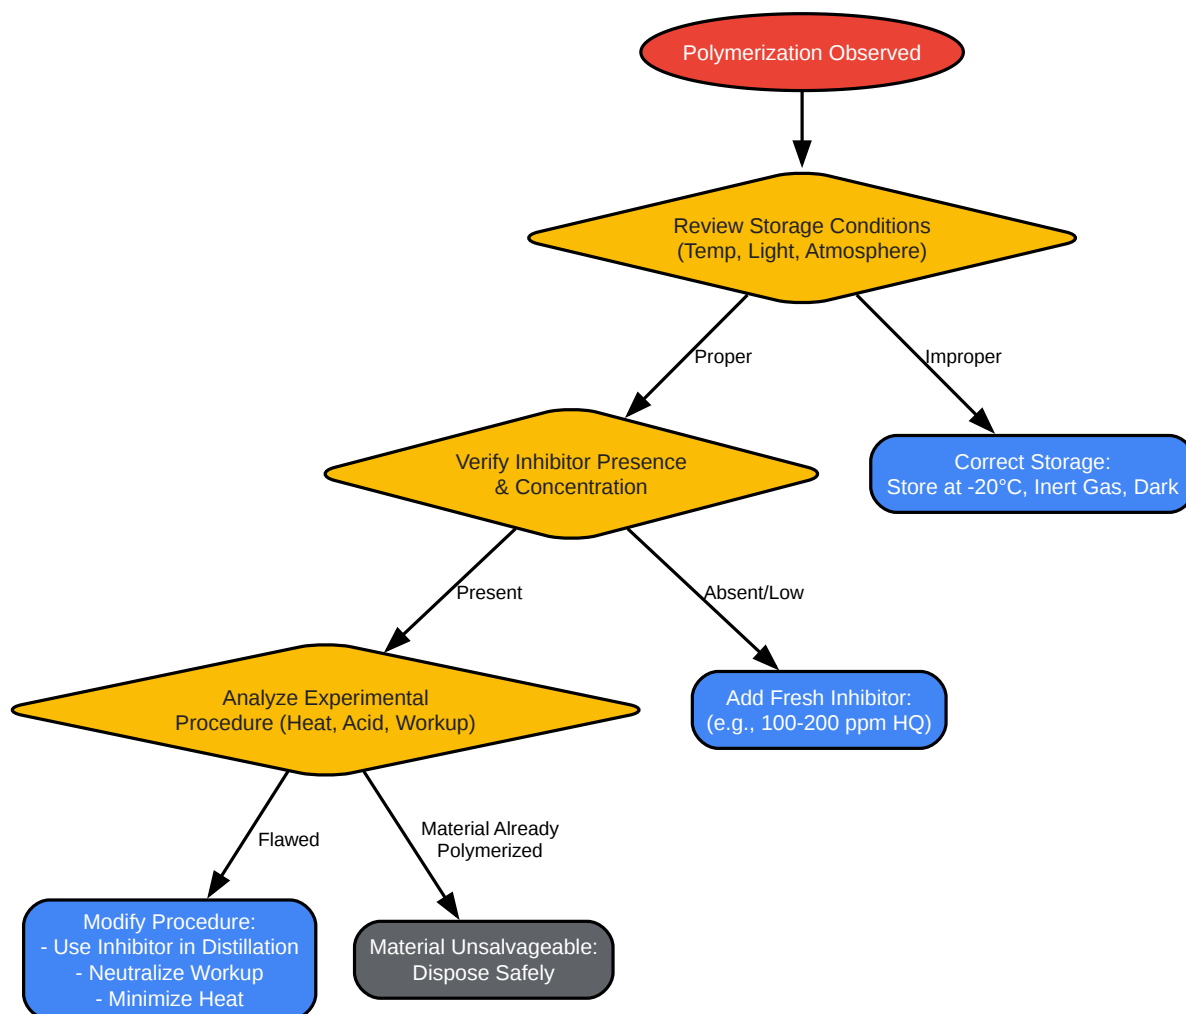 Polymerization Observed
Review Storage Conditions
(Temp, Light, Atmosphere)
Proper
Improper
Verify Inhibitor Presence
& Concentration
Correct Storage:
Store at -20°C, Inert Gas, Dark
Present
Absent/Low
Analyze Experimental
Procedure (Heat, Acid, Workup)
Add Fresh Inhibitor:
(e.g., 100-200 ppm HQ)
Flawed
Material Already
Polymerized
Modify Procedure:
- Use Inhibitor in Distillation
- Neutralize Workup
- Minimize Heat
Material Unsalvageable:
Dispose Safely